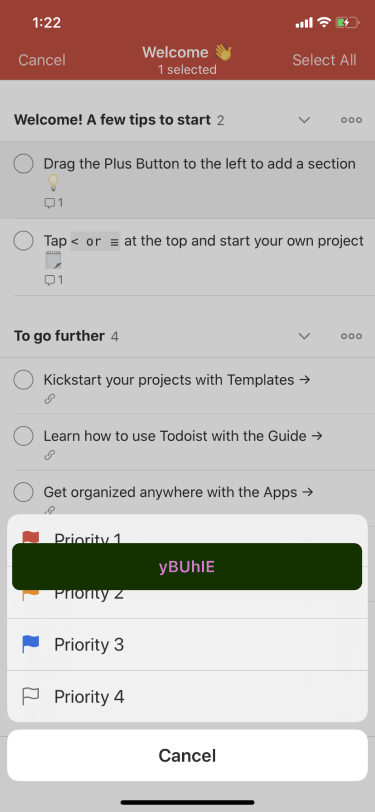 1:22
Cancel
Welcome 👋
1 selected
Select All
Welcome! A few tips to start 2
Drag the Plus Button to the left to add a section
💡
1
Tap < or ≡ at the top and start your own project
🗒️
1
To go further 4
Kickstart your projects with Templates →
Learn how to use Todoist with the Guide →
Get organized anywhere with the Apps →
Priority 1
yBUhIE
Priority 2
Priority 3
Priority 4
Cancel